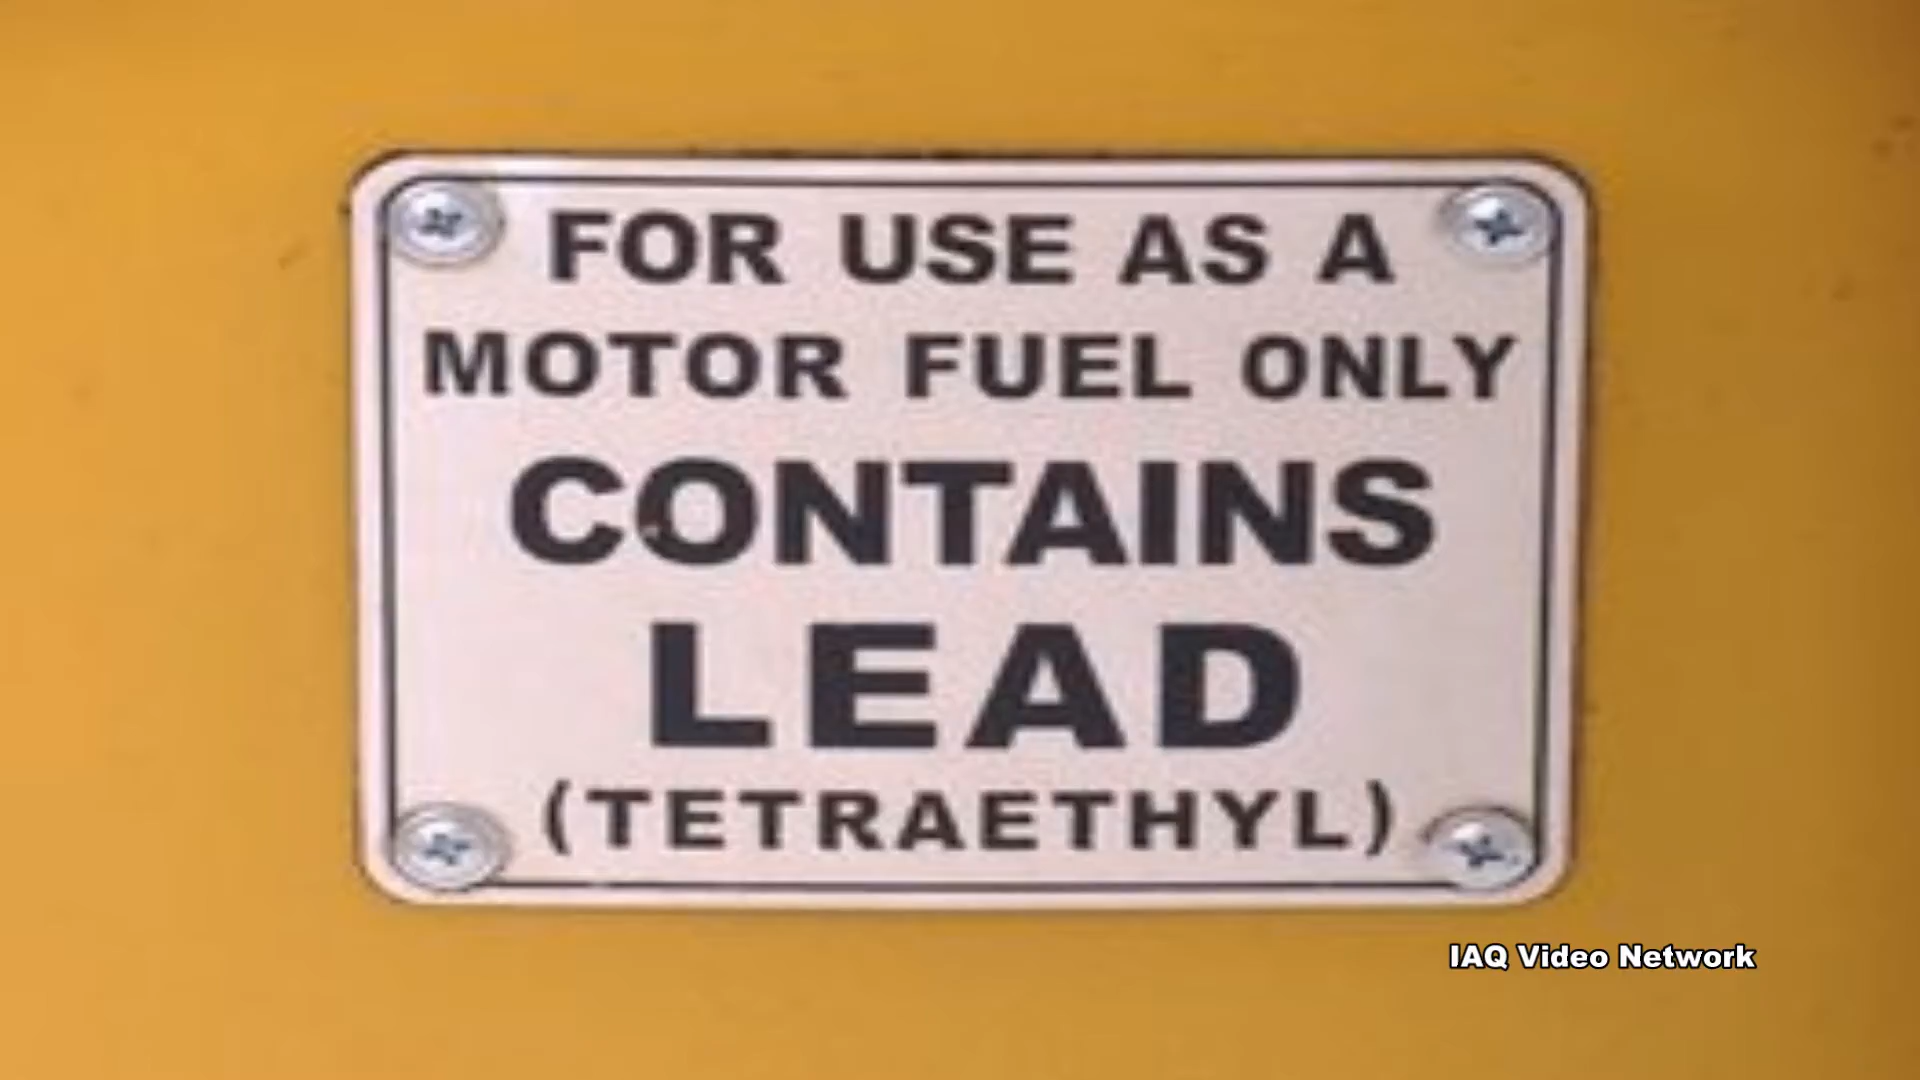 FOR USE AS A
MOTOR FUEL ONLY
CONTAINS
LEAD
(TETRAETHYL)
IAQ Video Network